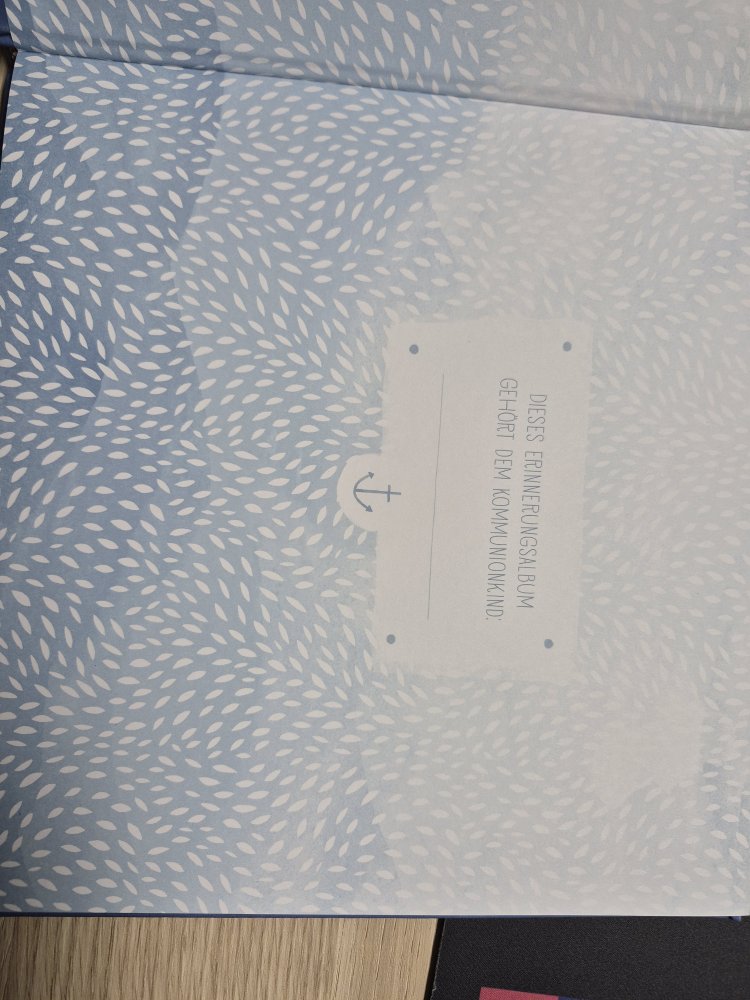 DIESES ERINNERUNGSALBUM
GEHÖRT DEM KOMMUNIONKIND: